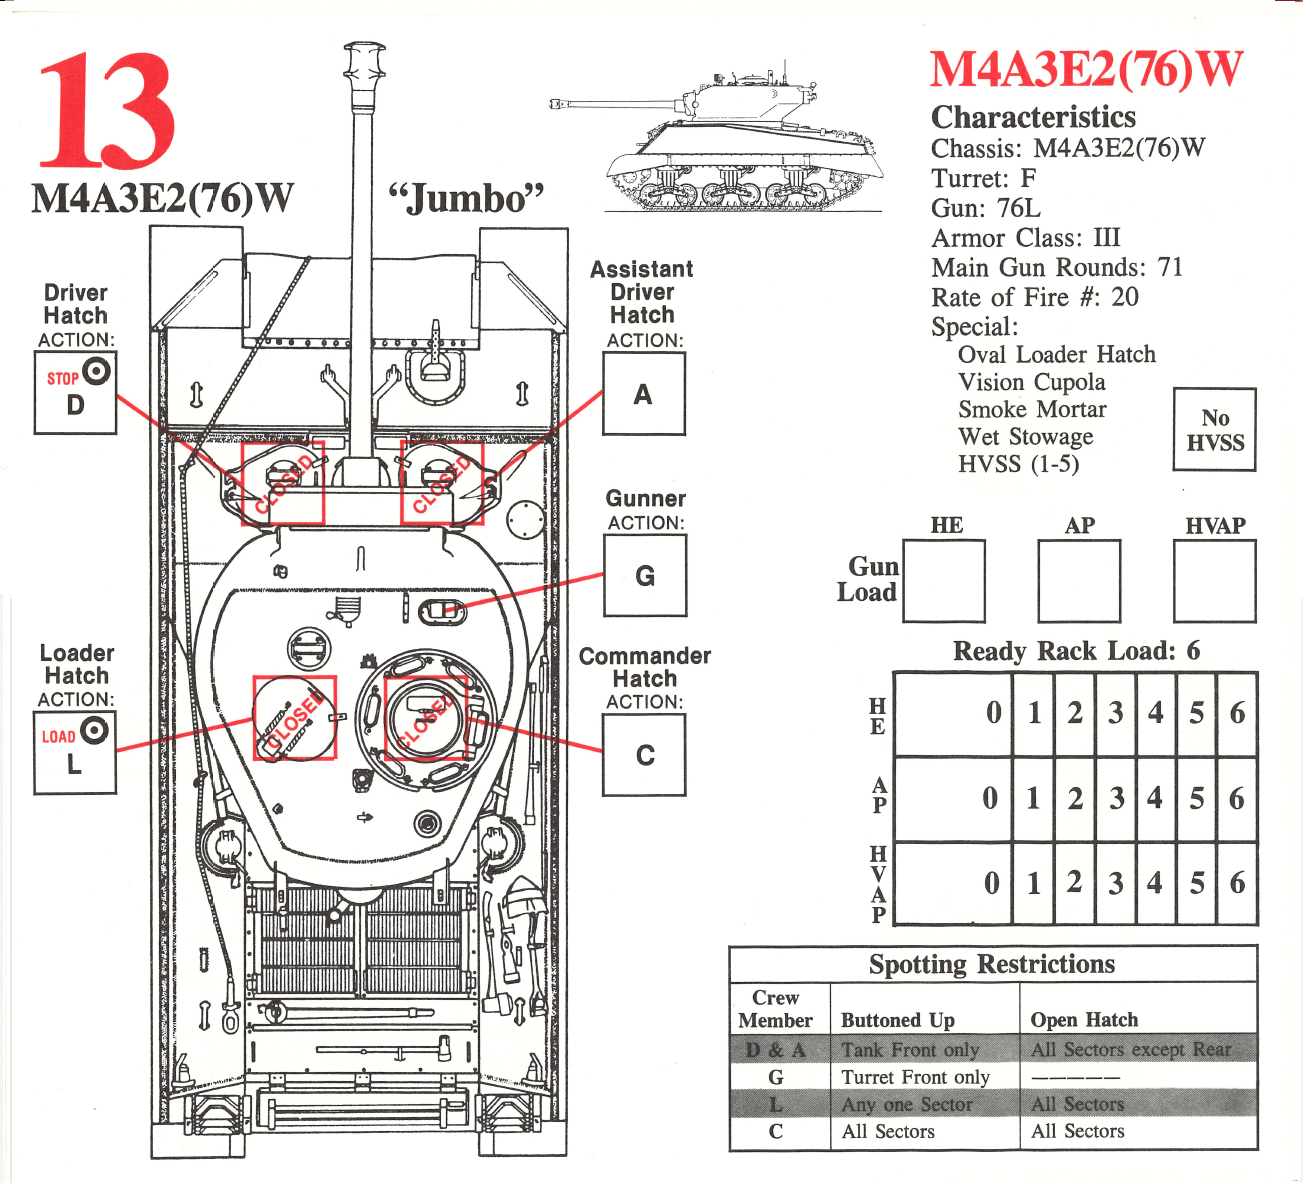 13
M4A3E2(76)W
“Jumbo”
M4A3E2(76)W
Characteristics
Chassis: M4A3E2(76)W
Turret: F
Gun: 76L
Armor Class: III
Main Gun Rounds: 71
Rate of Fire #: 20
Special:
Oval Loader Hatch
Vision Cupola
Smoke Mortar
Wet Stowage
HVSS (1-5)
No
HVSS
Driver
Hatch
ACTION:
STOP
D
Assistant
Driver
Hatch
ACTION:
A
CLOSED
CLOSED
Gunner
ACTION:
G
Loader
Hatch
ACTION:
LOAD
L
Commander
Hatch
ACTION:
C
CLOSED
CLOSED
HE AP HVAP
Gun
Load
Ready Rack Load: 6
HE 0 1 2 3 4 5 6
AP 0 1 2 3 4 5 6
HVAP 0 1 2 3 4 5 6
Spotting Restrictions
Crew
Member Buttoned Up Open Hatch
D & A Tank Front only All Sectors except Rear
G Turret Front only —————
L Any one Sector All Sectors
C All Sectors All Sectors